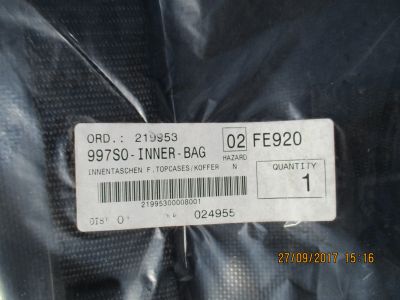 ORD.: 219953
997SO-INNER-BAG
HAZARD
N
02 FE920
INNENTASCHEN F.TOPCASES/KOFFER
QUANTITY
1
21995300008001
024955
27/09/2017 15:16